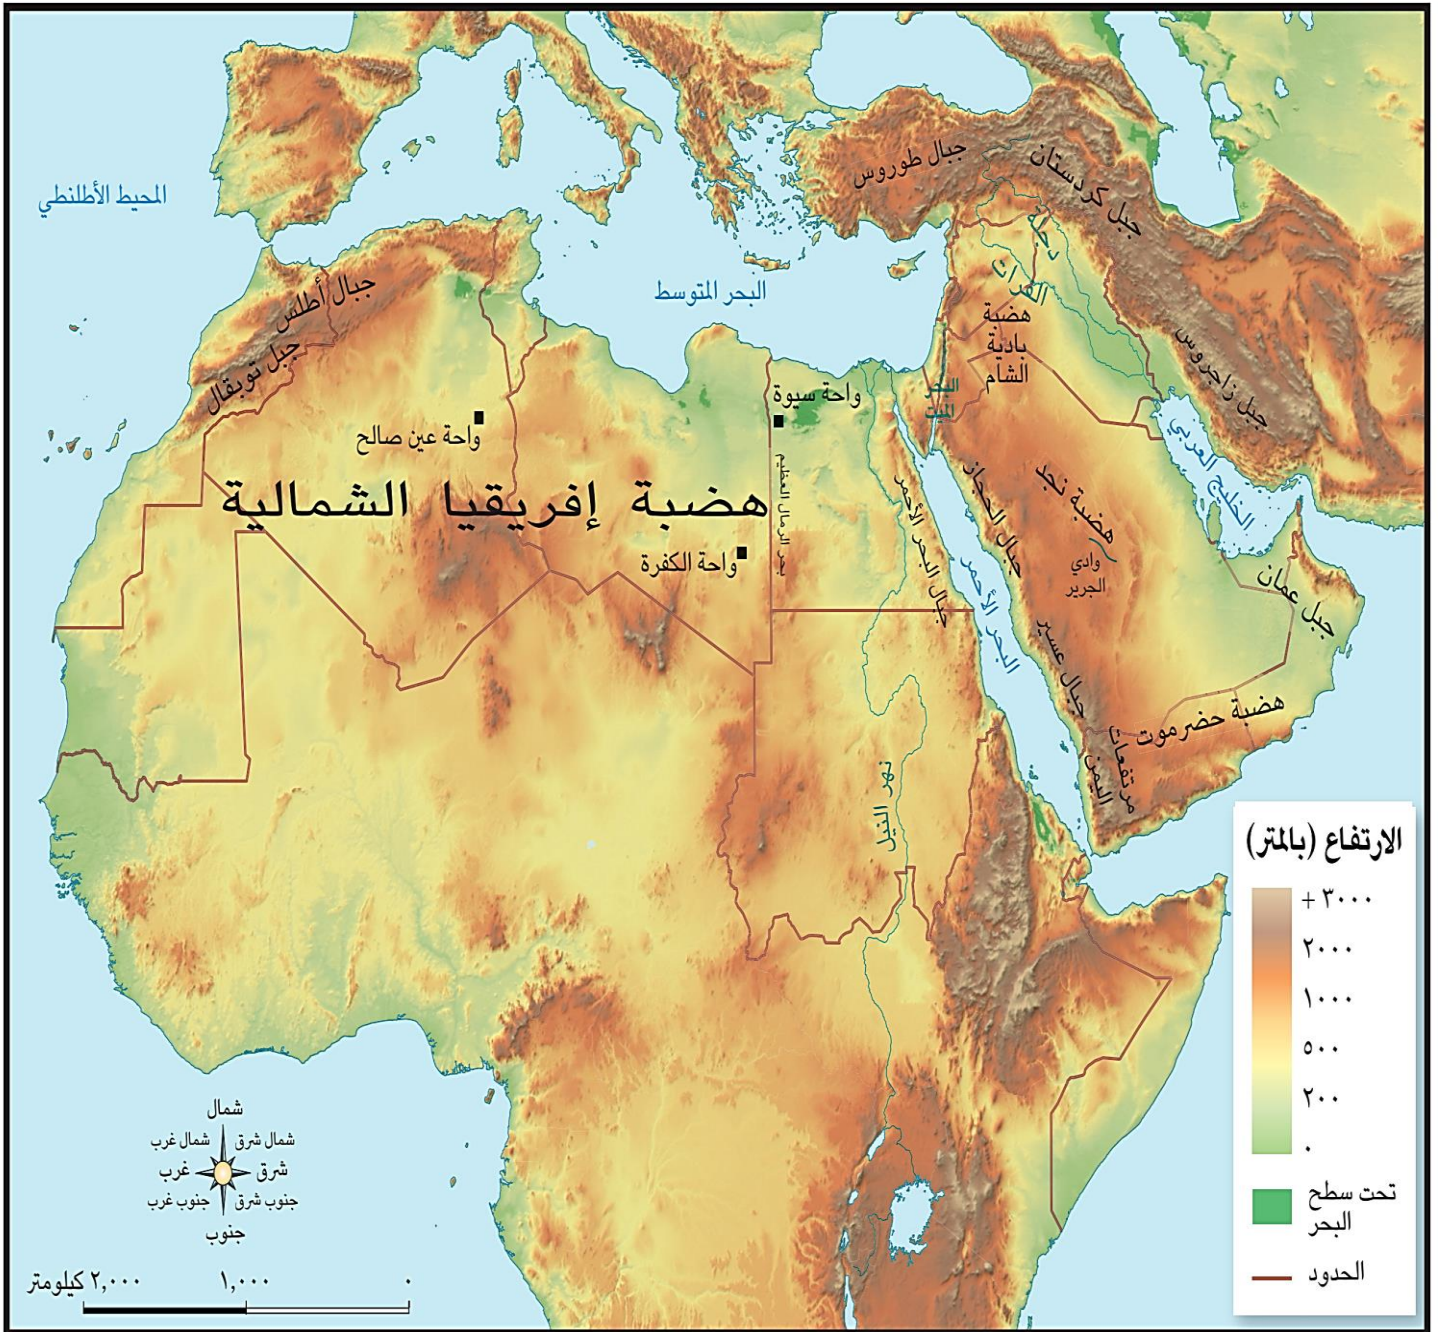 المحيط الأطلنطي
البحر المتوسط
جبال طوروس
جبل كردستان
دجلة
الفرات
هضبة
بادية
الشام
جبل زاجروس
البحر
الميت
الخليج العربي
جبال أطلس
جبل توبقال
واحة عين صالح
واحة سيوة
هضبة إفريقيا الشمالية
بحر الرمال العظيم
واحة الكفرة
جبال البحر الأحمر
البحر الأحمر
جبال الحجاز
هضبة نجد
وادي
الجرير
جبل عمان
جبال عسير
هضبة حضرموت
مرتفعات
اليمن
نهر النيل
الارتفاع (بالمتر)
+ ٣٠٠٠
٢٠٠٠
١٠٠٠
٥٠٠
٢٠٠
٠
تحت سطح
البحر
الحدود
شمال
شمال غرب
شمال شرق
غرب
شرق
جنوب غرب
جنوب شرق
جنوب
٠
١,٠٠٠
٢,٠٠٠ كيلومتر